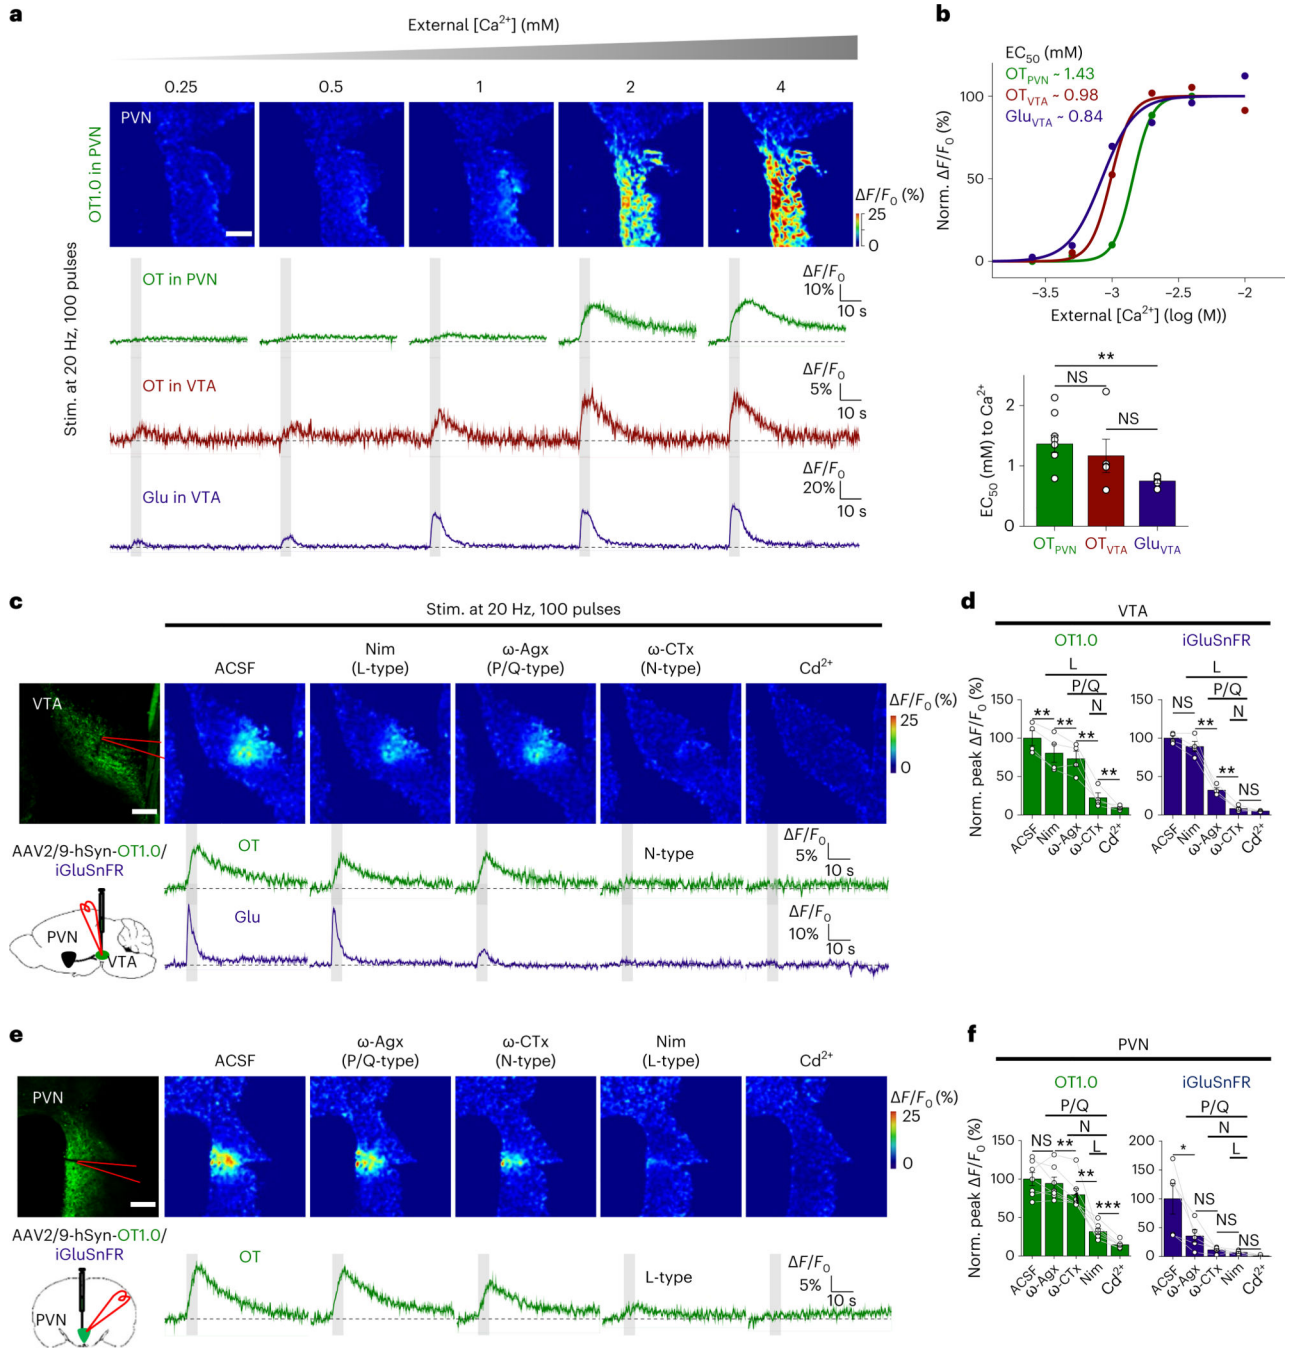 a
External [Ca²⁺] (mM)
0.25 0.5 1 2 4
OT1.0 in PVN
PVN
ΔF/F₀ (%)
25
0
Stim. at 20 Hz, 100 pulses
OT in PVN
ΔF/F₀
10%
10 s
OT in VTA
ΔF/F₀
5%
10 s
Glu in VTA
ΔF/F₀
20%
10 s
b
EC₅₀ (mM)
OT_PVN ~ 1.43
OT_VTA ~ 0.98
Glu_VTA ~ 0.84
Norm. ΔF/F₀ (%)
100
50
0
−3.5 −3 −2.5 −2
External [Ca²⁺] (log (M))
**
NS
NS
EC₅₀ (mM) to Ca²⁺
2
1
0
OT_PVN OT_VTA Glu_VTA
c
Stim. at 20 Hz, 100 pulses
ACSF
Nim
(L-type)
ω-Agx
(P/Q-type)
ω-CTx
(N-type)
Cd²⁺
VTA
ΔF/F₀ (%)
25
0
AAV2/9-hSyn-OT1.0/
iGluSnFR
PVN
VTA
OT
N-type
ΔF/F₀
5%
10 s
Glu
ΔF/F₀
10%
10 s
d
VTA
OT1.0
L
P/Q
N
Norm. peak ΔF/F₀ (%)
150
100
50
0
** ** ** **
ACSF Nim ω-Agx ω-CTx Cd²⁺
iGluSnFR
L
P/Q
N
150
100
50
0
NS ** ** NS
ACSF Nim ω-Agx ω-CTx Cd²⁺
e
ACSF
ω-Agx
(P/Q-type)
ω-CTx
(N-type)
Nim
(L-type)
Cd²⁺
PVN
ΔF/F₀ (%)
25
0
AAV2/9-hSyn-OT1.0/
iGluSnFR
PVN
OT
L-type
ΔF/F₀
5%
10 s
f
PVN
OT1.0
P/Q
N
L
Norm. peak ΔF/F₀ (%)
150
100
50
0
NS ** ** ***
ACSF ω-Agx ω-CTx Nim Cd²⁺
iGluSnFR
P/Q
N
L
200
150
100
50
0
* NS NS NS
ACSF ω-Agx ω-CTx Nim Cd²⁺